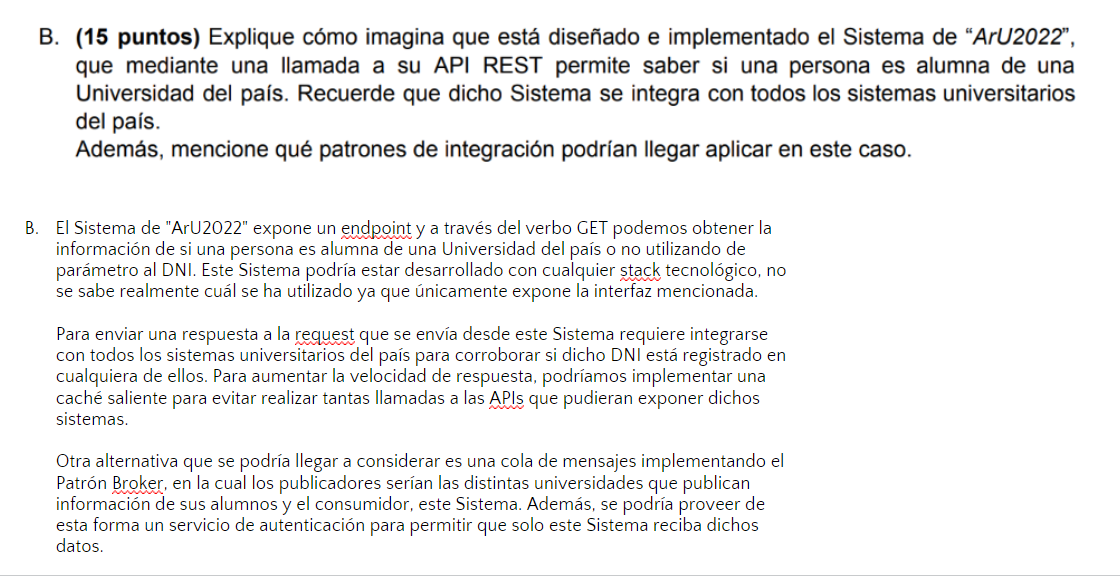 B. (15 puntos) Explique cómo imagina que está diseñado e implementado el Sistema de “ArU2022”,
que mediante una llamada a su API REST permite saber si una persona es alumna de una
Universidad del país. Recuerde que dicho Sistema se integra con todos los sistemas universitarios
del país.
Además, mencione qué patrones de integración podrían llegar aplicar en este caso.
B. El Sistema de "ArU2022" expone un endpoint y a través del verbo GET podemos obtener la
información de si una persona es alumna de una Universidad del país o no utilizando de
parámetro al DNI. Este Sistema podría estar desarrollado con cualquier stack tecnológico, no
se sabe realmente cuál se ha utilizado ya que únicamente expone la interfaz mencionada.
Para enviar una respuesta a la request que se envía desde este Sistema requiere integrarse
con todos los sistemas universitarios del país para corroborar si dicho DNI está registrado en
cualquiera de ellos. Para aumentar la velocidad de respuesta, podríamos implementar una
caché saliente para evitar realizar tantas llamadas a las APIs que pudieran exponer dichos
sistemas.
Otra alternativa que se podría llegar a considerar es una cola de mensajes implementando el
Patrón Broker, en la cual los publicadores serían las distintas universidades que publican
información de sus alumnos y el consumidor, este Sistema. Además, se podría proveer de
esta forma un servicio de autenticación para permitir que solo este Sistema reciba dichos
datos.